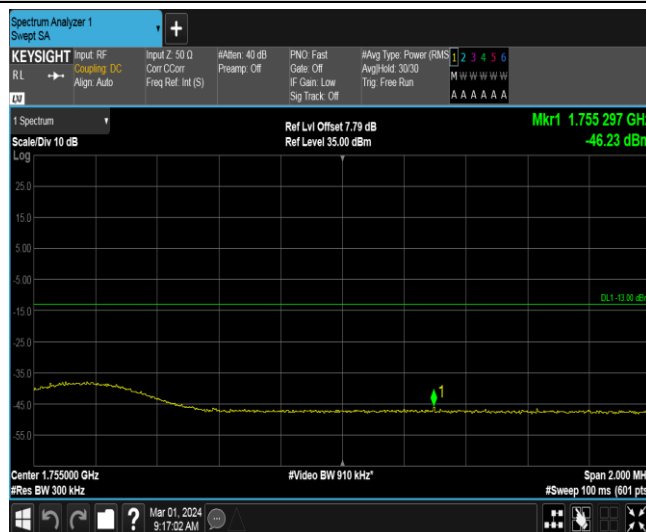 Spectrum Analyzer 1
Swept SA
+
KEYSIGHT
RL
Input: RF
Coupling: DC
Align: Auto
Input Z: 50 Ω
Corr CCorr
Freq Ref: Int (S)
#Atten: 40 dB
Preamp: Off
PNO: Fast
Gate: Off
IF Gain: Low
Sig Track: Off
#Avg Type: Power (RMS
Avg|Hold: 30/30
Trig: Free Run
1 2 3 4 5 6
M W W W W W
A A A A A A
LXI
1 Spectrum
Scale/Div 10 dB
Ref Lvl Offset 7.79 dB
Ref Level 35.00 dBm
Mkr1 1.755 297 GHz
-46.23 dBm
Log
25.0
15.0
5.00
-5.00
DL1 -13.00 dBm
-15.0
-25.0
-35.0
1
-45.0
-55.0
Center 1.755000 GHz
#Video BW 910 kHz*
Span 2.000 MH
#Res BW 300 kHz
#Sweep 100 ms (601 pts
?
Mar 01, 2024
9:17:02 AM